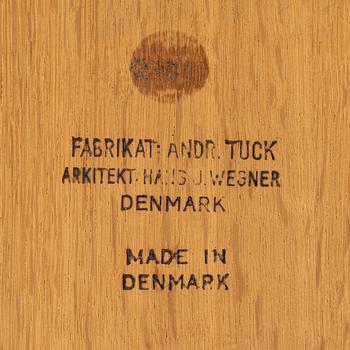 FABRIKAT: ANDR. TUCK
ARKITEKT: HANS J. WEGNER
DENMARK
MADE IN
DENMARK